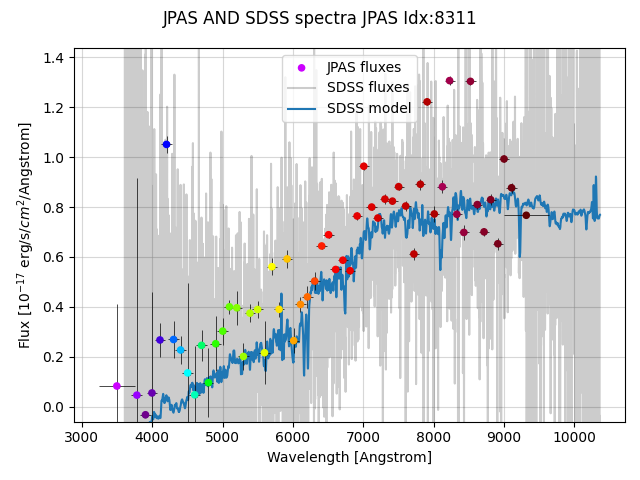 JPAS AND SDSS spectra JPAS Idx:8311
JPAS fluxes
SDSS fluxes
SDSS model
Flux [10⁻¹⁷ erg/s/cm²/Angstrom]
1.4
1.2
1.0
0.8
0.6
0.4
0.2
0.0
3000 4000 5000 6000 7000 8000 9000 10000
Wavelength [Angstrom]